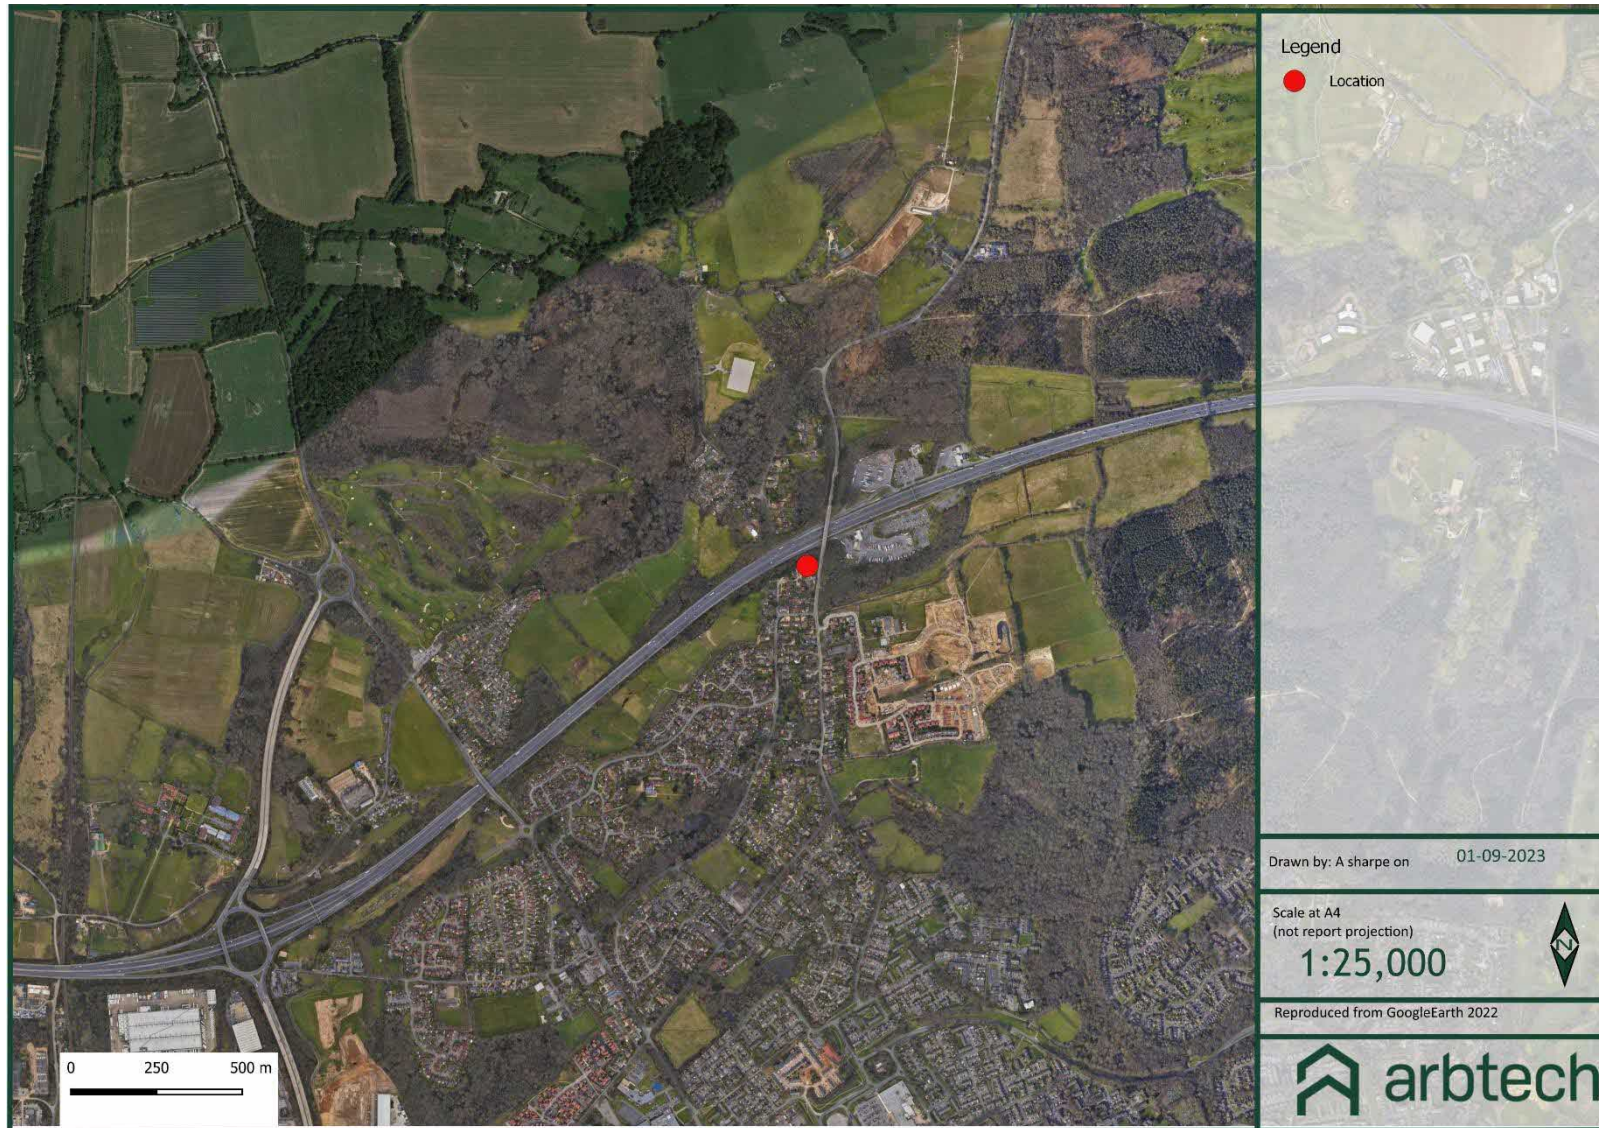 Legend
Location
Drawn by: A sharpe on 01-09-2023
Scale at A4
(not report projection)
1:25,000
N
Reproduced from GoogleEarth 2022
0 250 500 m
arbtech